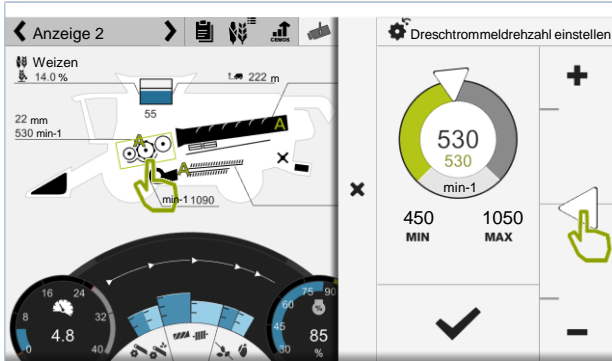 Anzeige 2
CEMOS
Weizen
14.0 %
222 m
55
22 mm
530 min-1
A
A
A
min-1 1090
16 24
8 32
0 40
4.8
75 90
60
45
30
%
85
%
Dreschtrommeldrehzahl einstellen
530
530
min-1
450 1050
MIN MAX